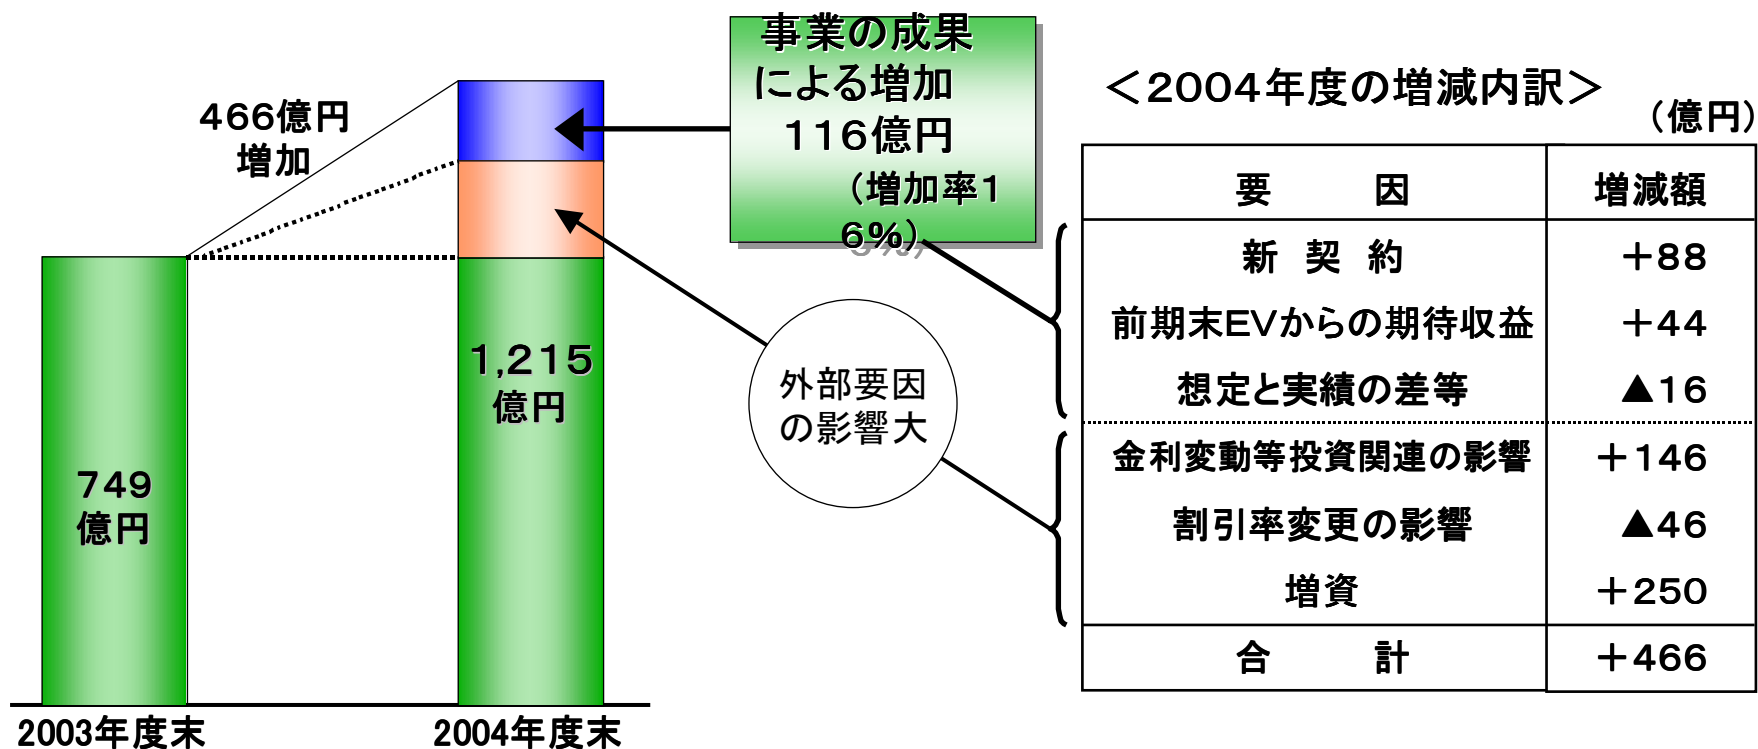 466億円
増加
749
億円
1,215
億円
2003年度末
2004年度末
事業の成果
による増加
116億円
(増加率1
6%)
外部要因
の影響大
＜2004年度の増減内訳＞
(億円)
要　因　増減額
新 契 約　＋88
前期末EVからの期待収益　＋44
想定と実績の差等　▲16
金利変動等投資関連の影響　＋146
割引率変更の影響　▲46
増資　＋250
合　計　＋466